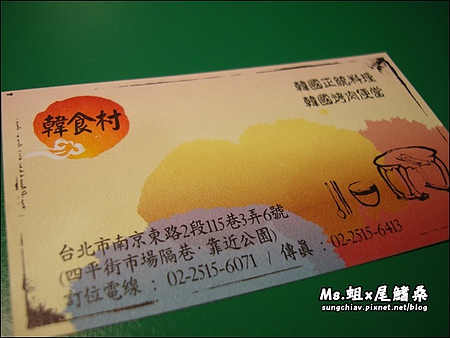 韓食村
韓國正統料理
韓國烤肉便當
台北市南京東路2段115巷3弄6號
(四平街市場隔巷 靠近公園)
訂位電線：02-2515-6071 / 傳真：02-2515-6413
Ms.蛆x尾鰭桑
sungchiav.pixnet.net/blog